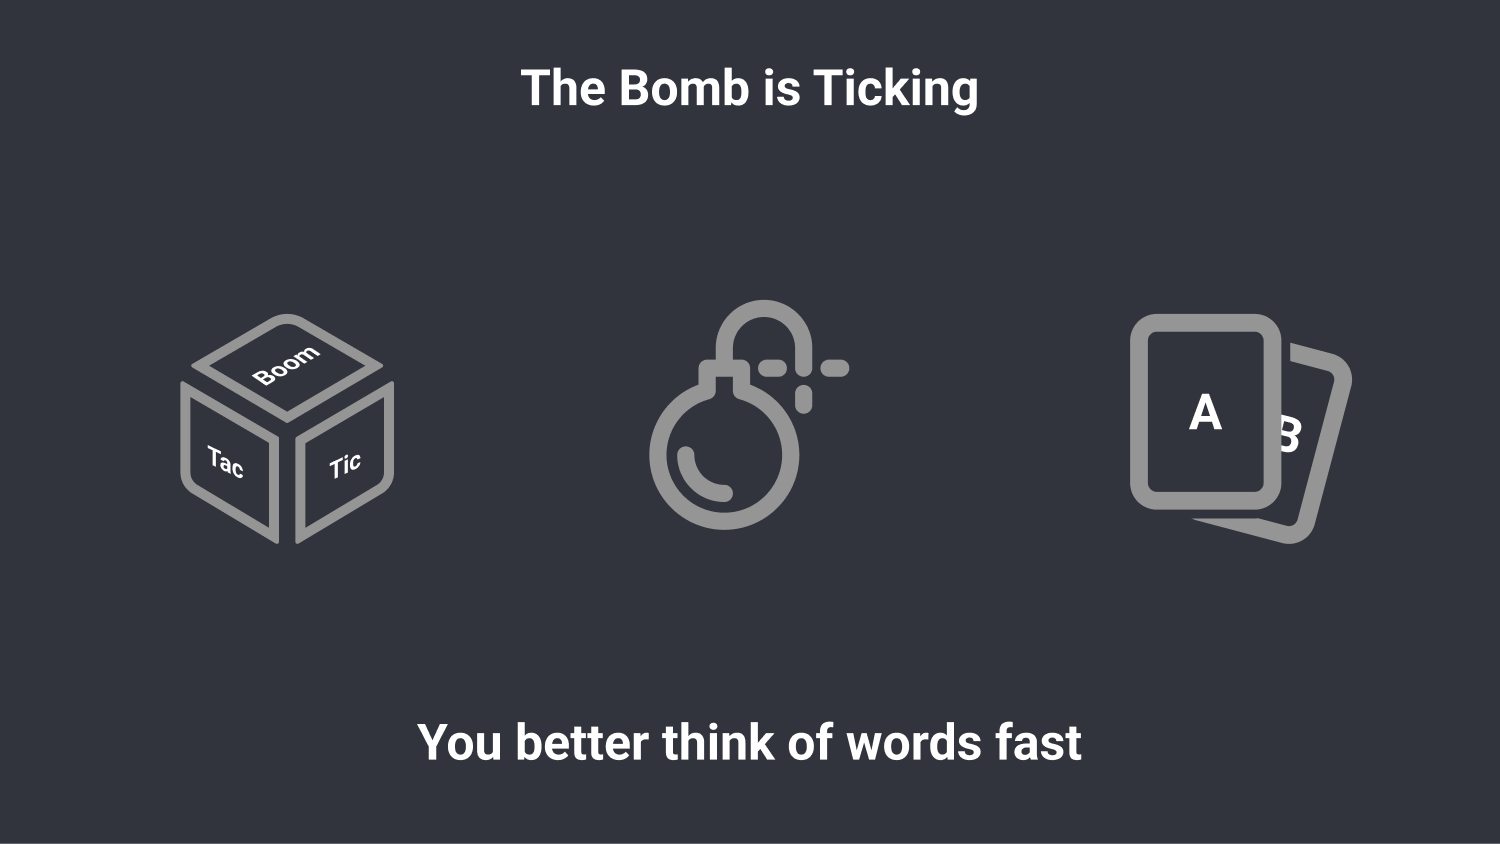 The Bomb is Ticking
Boom
Tac
Tic
A
B
You better think of words fast